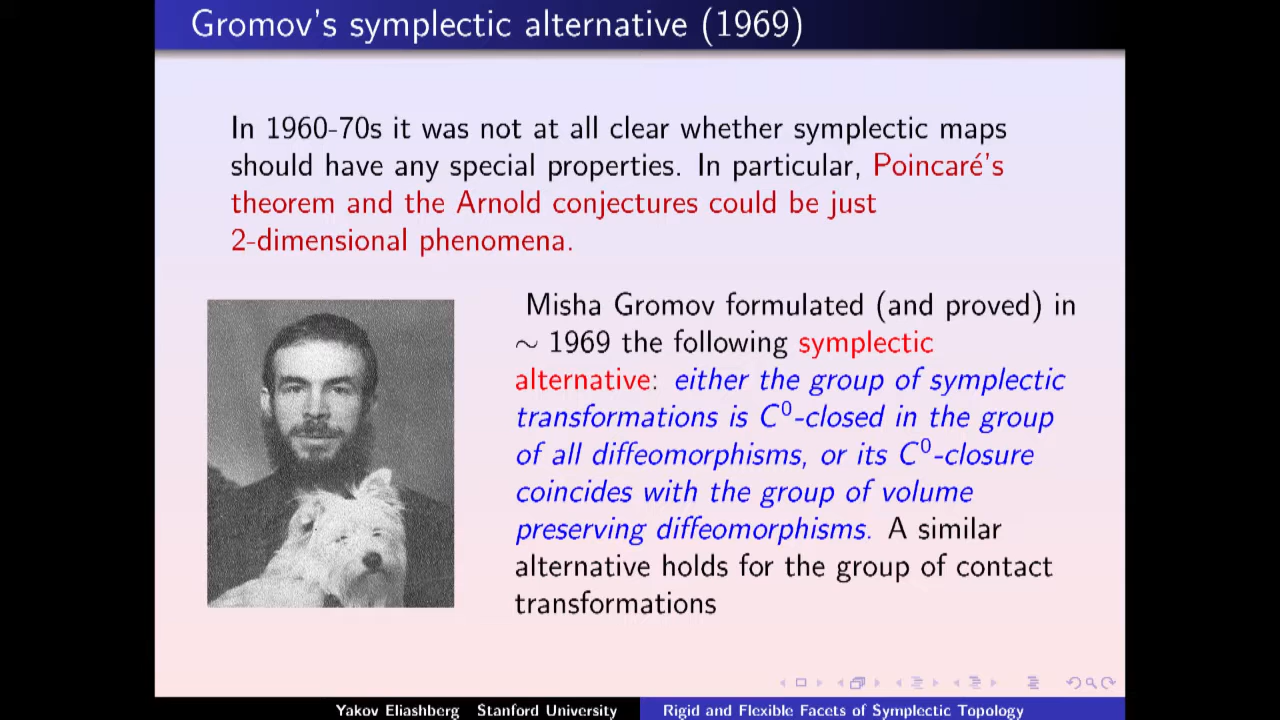 Gromov's symplectic alternative (1969)
In 1960-70s it was not at all clear whether symplectic maps
should have any special properties. In particular, Poincaré's
theorem and the Arnold conjectures could be just
2-dimensional phenomena.
Misha Gromov formulated (and proved) in
∼ 1969 the following symplectic
alternative: either the group of symplectic
transformations is C⁰-closed in the group
of all diffeomorphisms, or its C⁰-closure
coincides with the group of volume
preserving diffeomorphisms. A similar
alternative holds for the group of contact
transformations
Yakov Eliashberg Stanford University Rigid and Flexible Facets of Symplectic Topology